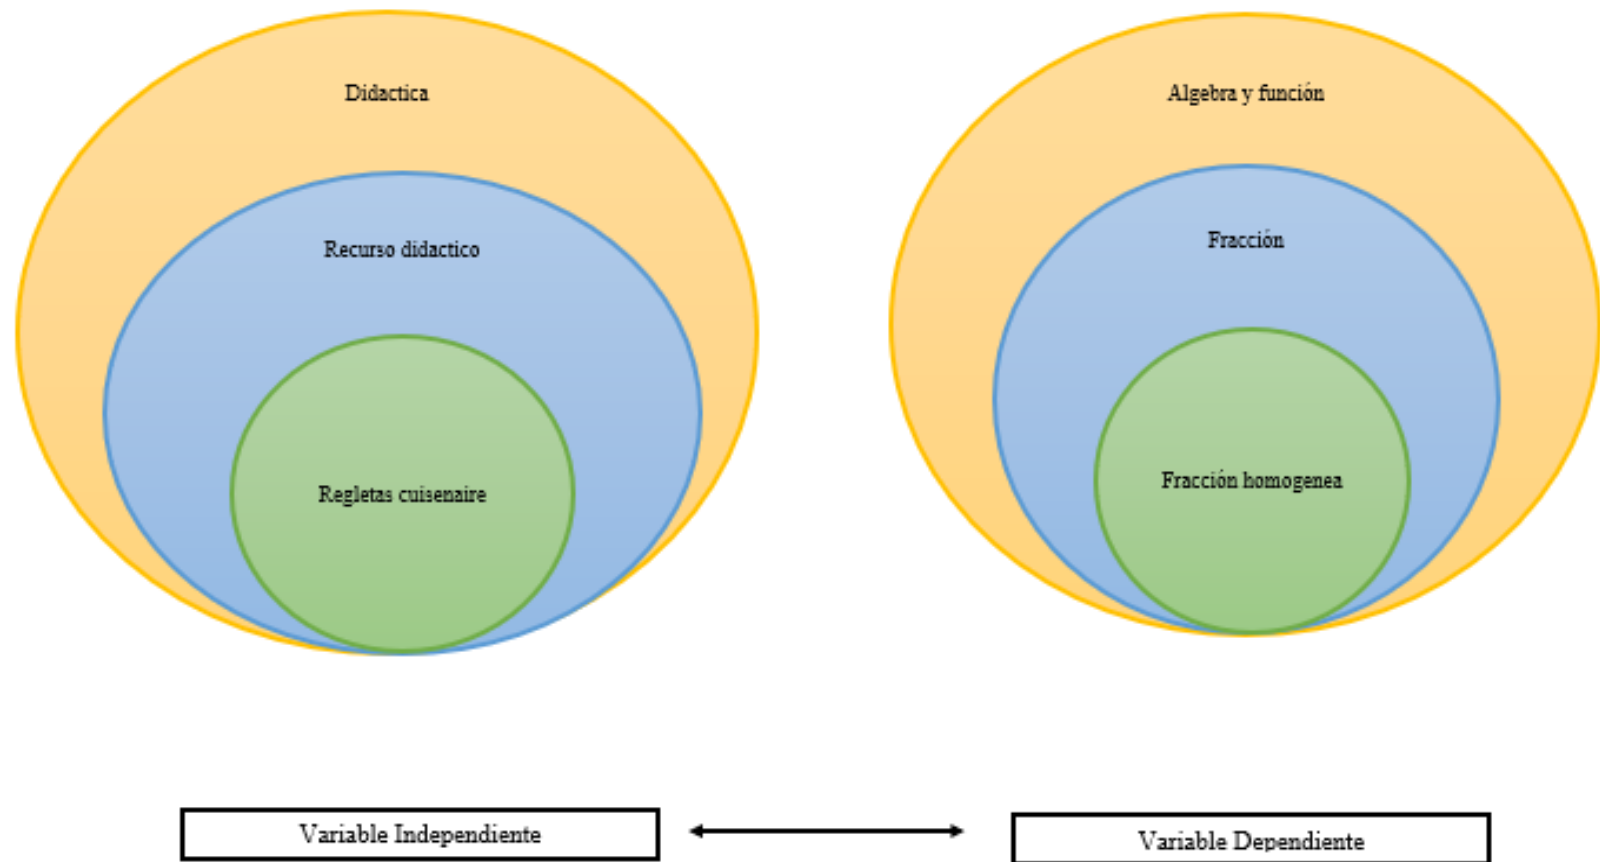 Didactica
Recurso didactico
Regletas cuisenaire
Algebra y función
Fracción
Fracción homogenea
Variable Independiente
Variable Dependiente